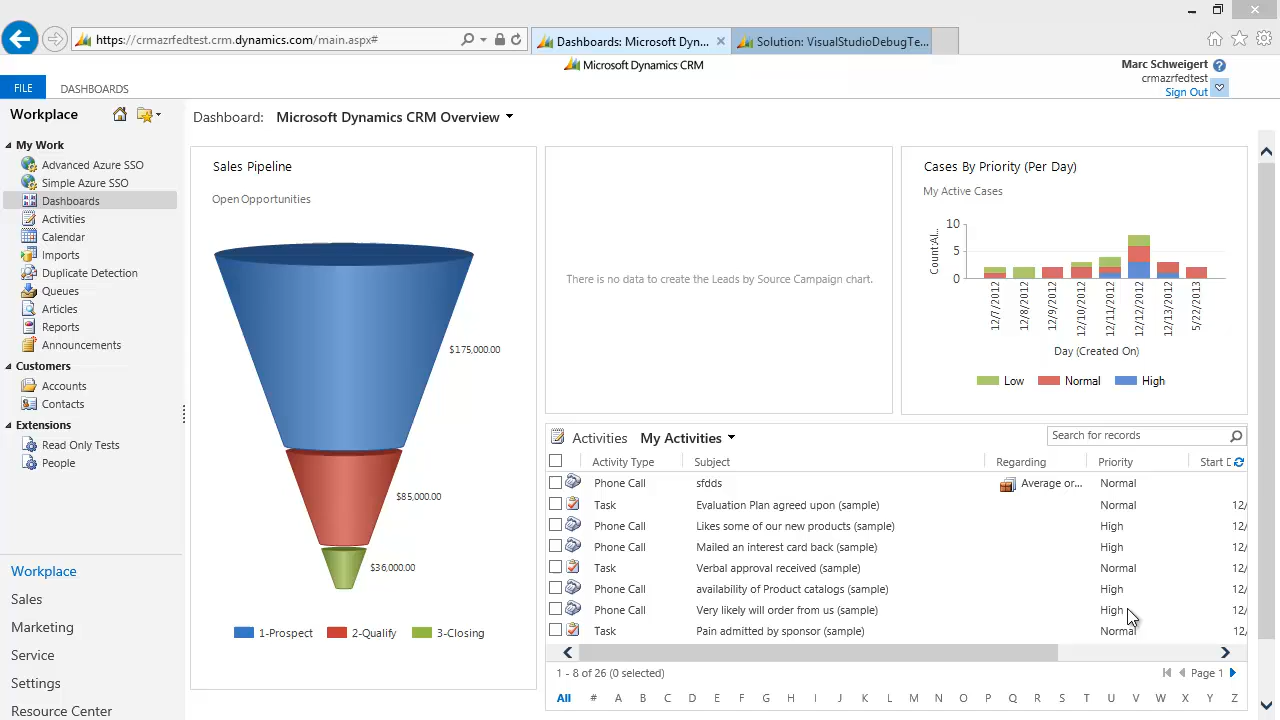 https://crmazrfedtest.crm.dynamics.com/main.aspx#
Dashboards: Microsoft Dyn...
Solution: VisualStudioDebugTe...
Microsoft Dynamics CRM
Marc Schweigert
crmazrfedtest
Sign Out
FILE
DASHBOARDS
Workplace
My Work
Advanced Azure SSO
Simple Azure SSO
Dashboards
Activities
Calendar
Imports
Duplicate Detection
Queues
Articles
Reports
Announcements
Customers
Accounts
Contacts
Extensions
Read Only Tests
People
Workplace
Sales
Marketing
Service
Settings
Resource Center
Dashboard: Microsoft Dynamics CRM Overview
Sales Pipeline
Open Opportunities
$175,000.00
$85,000.00
$36,000.00
1-Prospect 2-Qualify 3-Closing
There is no data to create the Leads by Source Campaign chart.
Cases By Priority (Per Day)
My Active Cases
Count:Al...
10
5
0
12/7/2012
12/8/2012
12/9/2012
12/10/2012
12/11/2012
12/12/2012
12/13/2012
5/22/2013
Day (Created On)
Low Normal High
Activities My Activities
Search for records
Activity Type Subject Regarding Priority Start D
Phone Call sfdds Average or... Normal
Task Evaluation Plan agreed upon (sample) Normal 12/
Phone Call Likes some of our new products (sample) High 12/
Phone Call Mailed an interest card back (sample) High 12/
Task Verbal approval received (sample) Normal 12/
Phone Call availability of Product catalogs (sample) High 12/
Phone Call Very likely will order from us (sample) High 12/
Task Pain admitted by sponsor (sample) Normal 12/
1 - 8 of 26 (0 selected)
Page 1
All # A B C D E F G H I J K L M N O P Q R S T U V W X Y Z